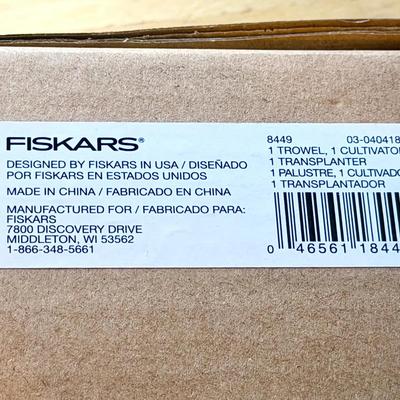 FISKARS®
DESIGNED BY FISKARS IN USA / DISEÑADO
POR FISKARS EN ESTADOS UNIDOS
MADE IN CHINA / FABRICADO EN CHINA
MANUFACTURED FOR / FABRICADO PARA:
FISKARS
7800 DISCOVERY DRIVE
MIDDLETON, WI 53562
1-866-348-5661
8449 03-040418
1 TROWEL, 1 CULTIVATO
1 TRANSPLANTER
1 PALUSTRE, 1 CULTIVADO
1 TRANSPLANTADOR
0 46561 1844